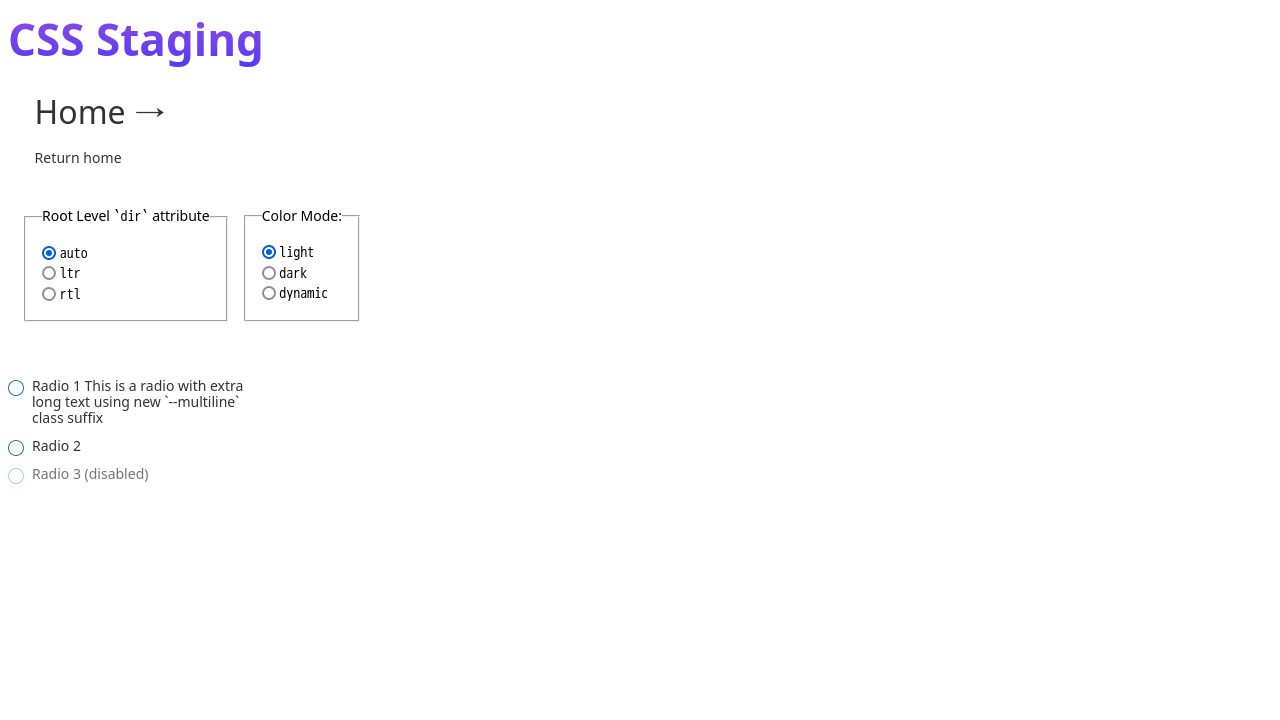 CSS Staging
Home →
Return home
Root Level `dir` attribute
auto
ltr
rtl
Color Mode:
light
dark
dynamic
Radio 1 This is a radio with extra
long text using new `--multiline`
class suffix
Radio 2
Radio 3 (disabled)